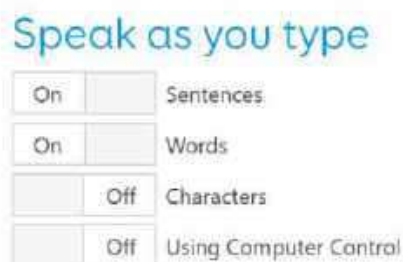 Speak as you type
On Sentences
On Words
Off Characters
Off Using Computer Control